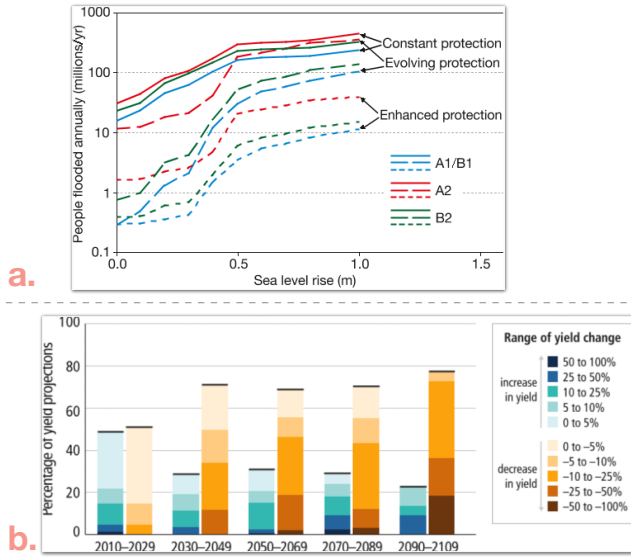 People flooded annually (millions/yr)
1000
100
10
1
0.1
0.0
0.5
1.0
1.5
Sea level rise (m)
Constant protection
Evolving protection
Enhanced protection
A1/B1
A2
B2
a.
Percentage of yield projections
100
80
60
40
20
0
2010–2029
2030–2049
2050–2069
2070–2089
2090–2109
Range of yield change
increase
in yield
50 to 100%
25 to 50%
10 to 25%
5 to 10%
0 to 5%
decrease
in yield
0 to –5%
–5 to –10%
–10 to –25%
–25 to –50%
–50 to –100%
b.